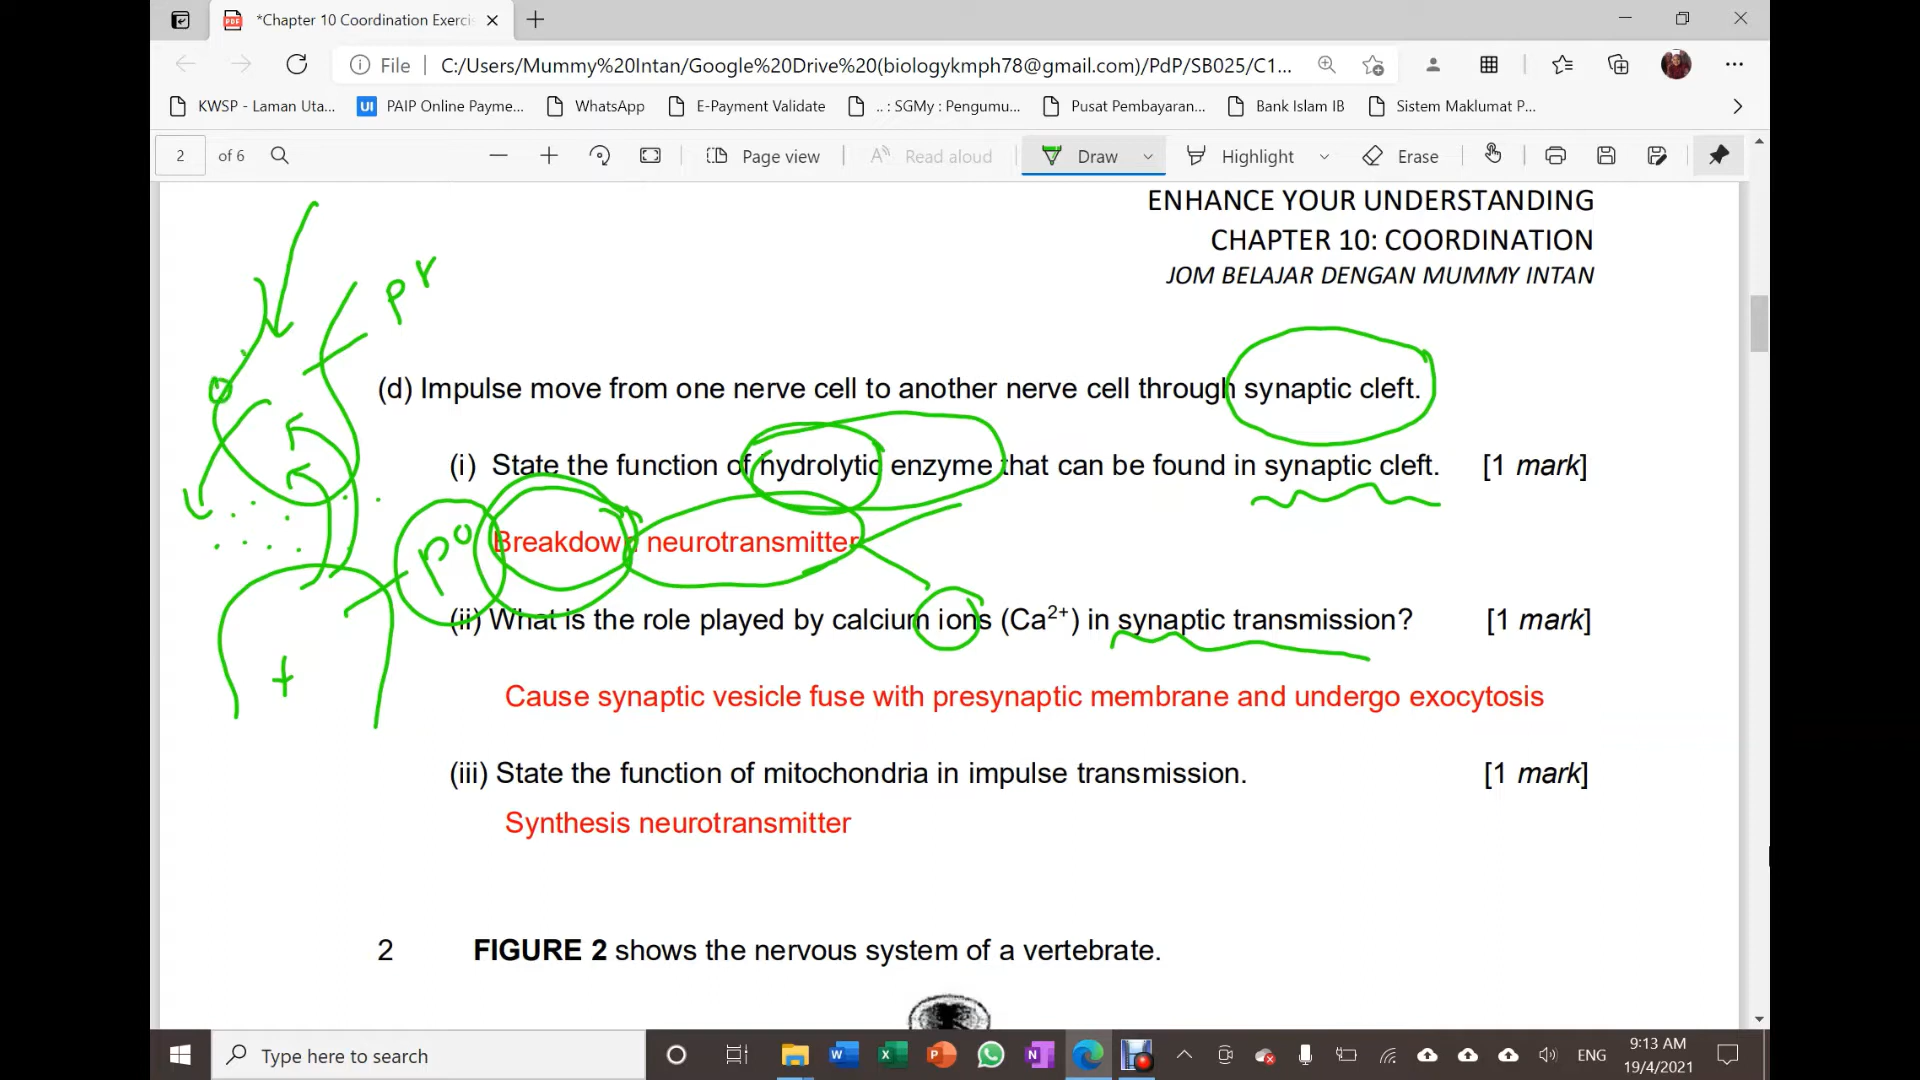 *Chapter 10 Coordination Exerci
File
C:/Users/Mummy%20Intan/Google%20Drive%20(biologykmph78@gmail.com)/PdP/SB025/C1...
KWSP - Laman Uta...
UI PAIP Online Payme...
WhatsApp
E-Payment Validate
.. : SGMy : Pengumu...
Pusat Pembayaran...
Bank Islam IB
Sistem Maklumat P...
2 of 6
Page view
Read aloud
Draw
Highlight
Erase
ENHANCE YOUR UNDERSTANDING
CHAPTER 10: COORDINATION
JOM BELAJAR DENGAN MUMMY INTAN
pr
(d) Impulse move from one nerve cell to another nerve cell through synaptic cleft.
(i) State the function of hydrolytic enzyme that can be found in synaptic cleft. [1 mark]
po
Breakdown neurotransmitter
(ii) What is the role played by calcium ions (Ca2+) in synaptic transmission? [1 mark]
+
Cause synaptic vesicle fuse with presynaptic membrane and undergo exocytosis
(iii) State the function of mitochondria in impulse transmission. [1 mark]
Synthesis neurotransmitter
2 FIGURE 2 shows the nervous system of a vertebrate.
Type here to search
ENG
9:13 AM
19/4/2021